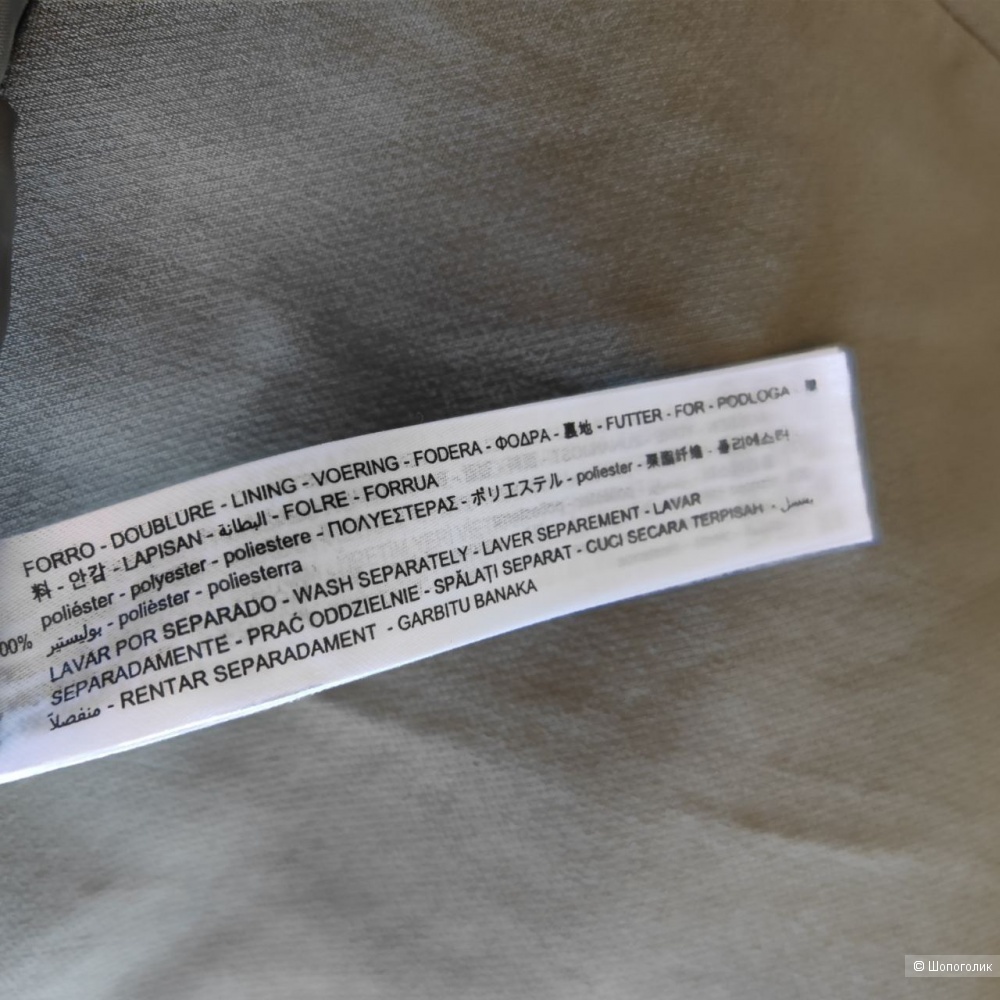 FORRO - DOUBLURE - LINING - VOERING - FODERA - ΦΟΔΡΑ - 裏地 - FUTTER - FOR - PODLOGA
料 - 안감 - LAPISAN - البطانة - FOLRE - FORRUA
00% poliéster - polyester - poliestere - ΠΟΛΥΕΣΤΕΡΑΣ - ポリエステル - poliester - 聚酯纤维 - 폴리에스터
بوليستير - polièster - poliesterra
LAVAR POR SEPARADO - WASH SEPARATELY - LAVER SEPAREMENT - LAVAR
SEPARADAMENTE - PRAĆ ODDZIELNIE - SPĂLAȚI SEPARAT - CUCI SECARA TERPISAH - يغسل
منفصلاً - RENTAR SEPARADAMENT - GARBITU BANAKA
© Шопоголик